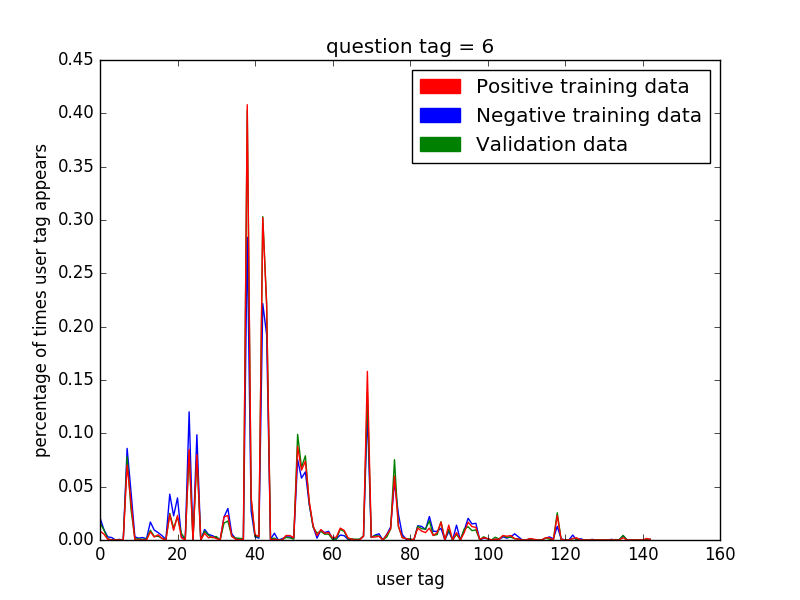 question tag = 6
Positive training data
Negative training data
Validation data
percentage of times user tag appears
0.45
0.40
0.35
0.30
0.25
0.20
0.15
0.10
0.05
0.00
0 20 40 60 80 100 120 140 160
user tag